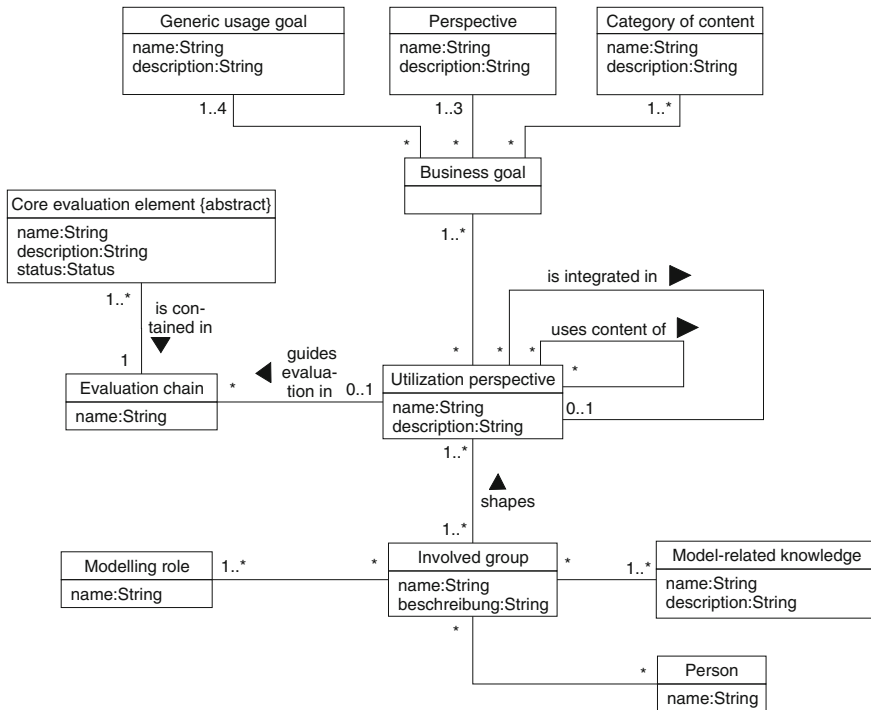 Generic usage goal
name:String
description:String
Perspective
name:String
description:String
Category of content
name:String
description:String
1..4
1..3
1..*
*
*
*
Business goal
Core evaluation element {abstract}
name:String
description:String
status:Status
1..*
is integrated in
1..*
is con-
tained in
uses content of
1
guides
evalua-
tion in
*
*
*
Evaluation chain
name:String
*
0..1
Utilization perspective
name:String
description:String
*
0..1
1..*
shapes
1..*
Modelling role
name:String
1..*
*
Involved group
name:String
beschreibung:String
*
1..*
Model-related knowledge
name:String
description:String
*
*
Person
name:String